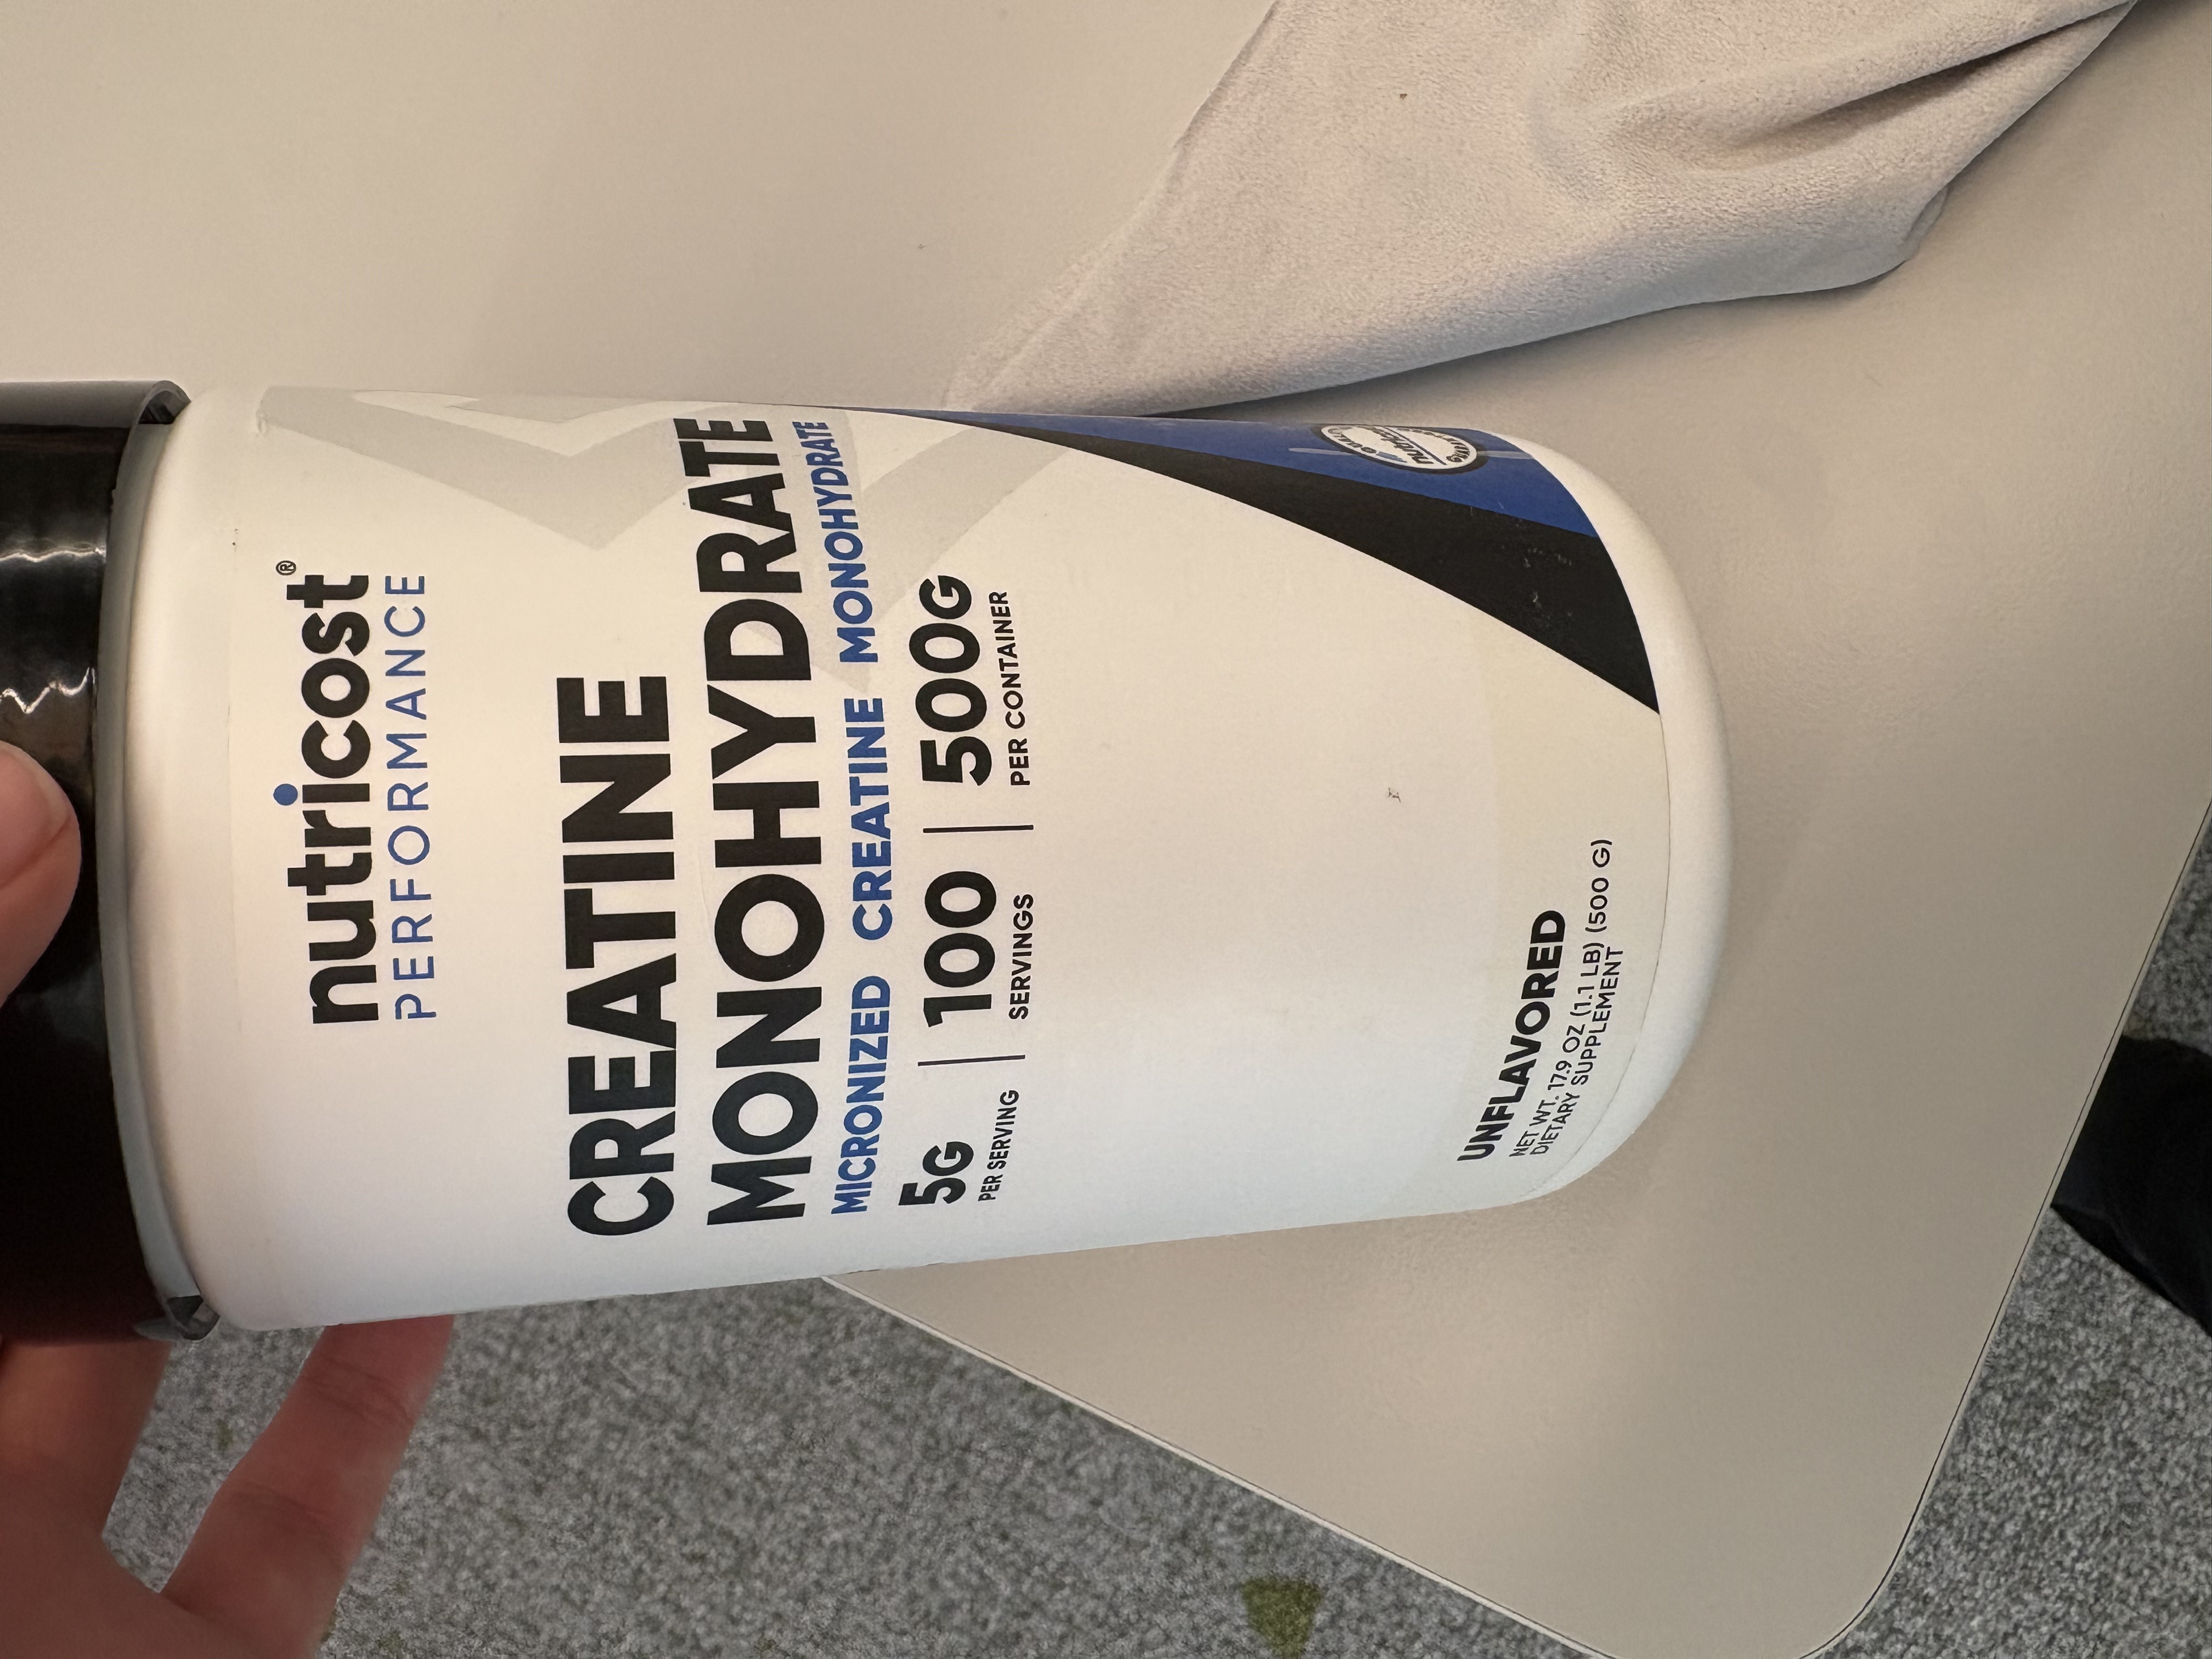 nutricost®
PERFORMANCE
CREATINE
MONOHYDRATE
MICRONIZED CREATINE MONOHYDRATE
5G
PER SERVING
100
SERVINGS
500G
PER CONTAINER
UNFLAVORED
NET WT. 17.9 OZ (1.1 LB) (500 G)
DIETARY SUPPLEMENT